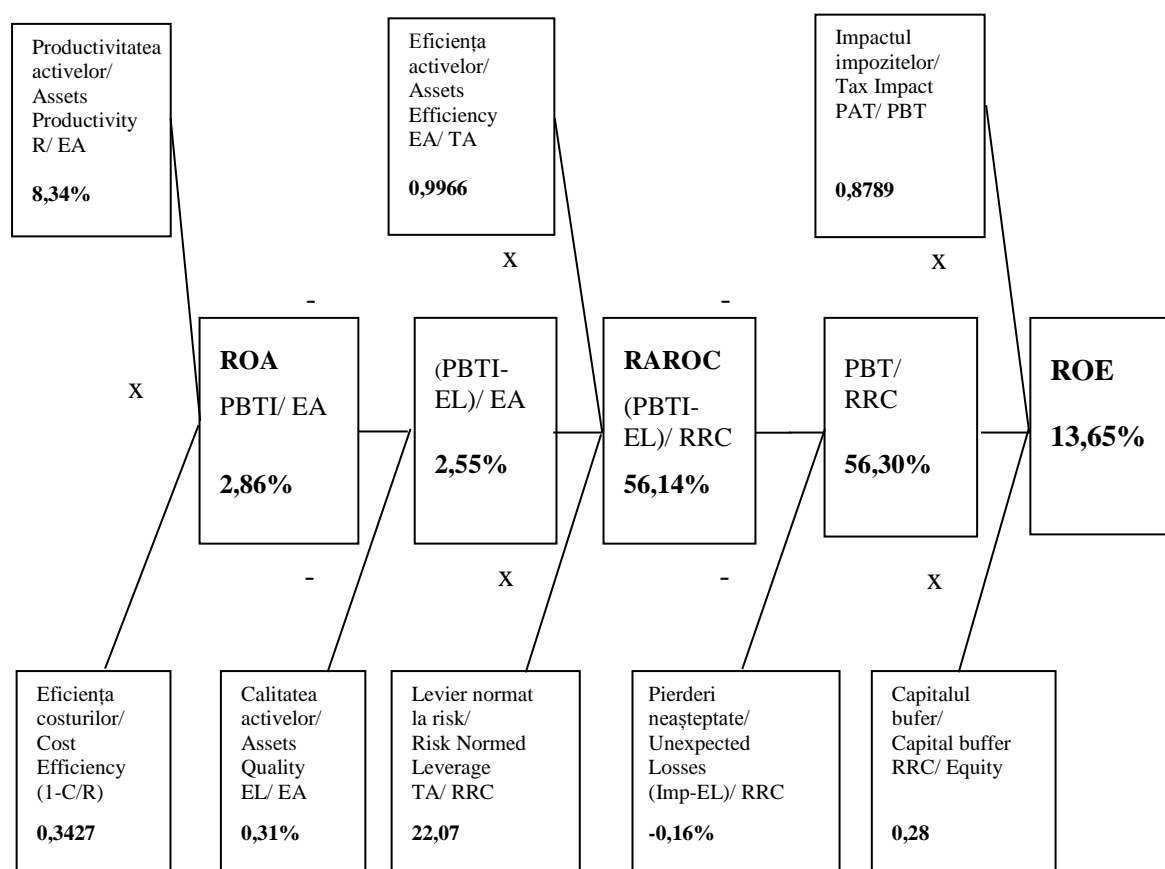 Productivitatea
activelor/
Assets
Productivity
R/ EA
8,34%
Eficiența
activelor/
Assets
Efficiency
EA/ TA
0,9966
Impactul
impozitelor/
Tax Impact
PAT/ PBT
0,8789
x
x
-
-
x
ROA
PBTI/ EA
2,86%
(PBTI-
EL)/ EA
2,55%
RAROC
(PBTI-
EL)/ RRC
56,14%
PBT/
RRC
56,30%
ROE
13,65%
-
x
-
x
Eficiența
costurilor/
Cost
Efficiency
(1-C/R)
0,3427
Calitatea
activelor/
Assets
Quality
EL/ EA
0,31%
Levier normat
la risk/
Risk Normed
Leverage
TA/ RRC
22,07
Pierderi
neașteptate/
Unexpected
Losses
(Imp-EL)/ RRC
-0,16%
Capitalul
bufer/
Capital buffer
RRC/ Equity
0,28